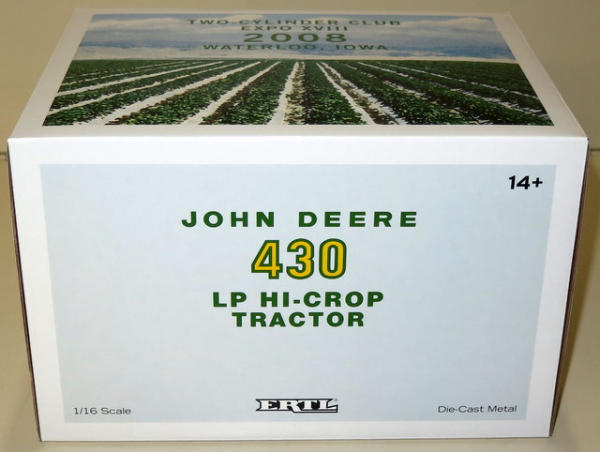 TWO-CYLINDER CLUB
EXPO XVIII
2008
WATERLOO, IOWA
14+
JOHN DEERE
430
LP HI-CROP
TRACTOR
1/16 Scale
ERTL
Die-Cast Metal